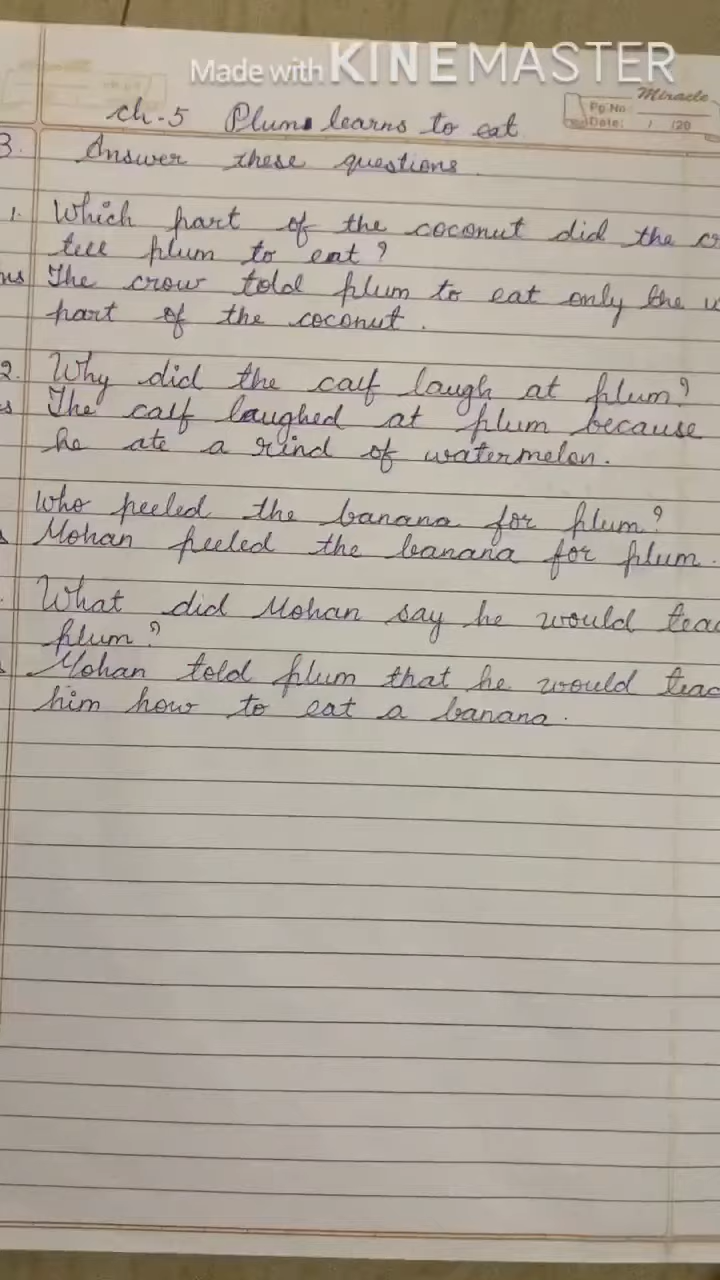 Made with KINEMASTER
Miracle
Pg No.
Date: / /20
ch-5 Plum learns to eat
3. Answer these questions.
1. Which part of the coconut did the
tell plum to eat?
The crow told plum to eat only the
part of the coconut.
2. Why did the calf laugh at plum?
The calf laughed at plum because
he ate a rind of watermelon.
Who peeled the banana for plum?
Mohan peeled the banana for plum.
What did Mohan say he would
plum?
Mohan told plum that he would
him how to eat a banana.